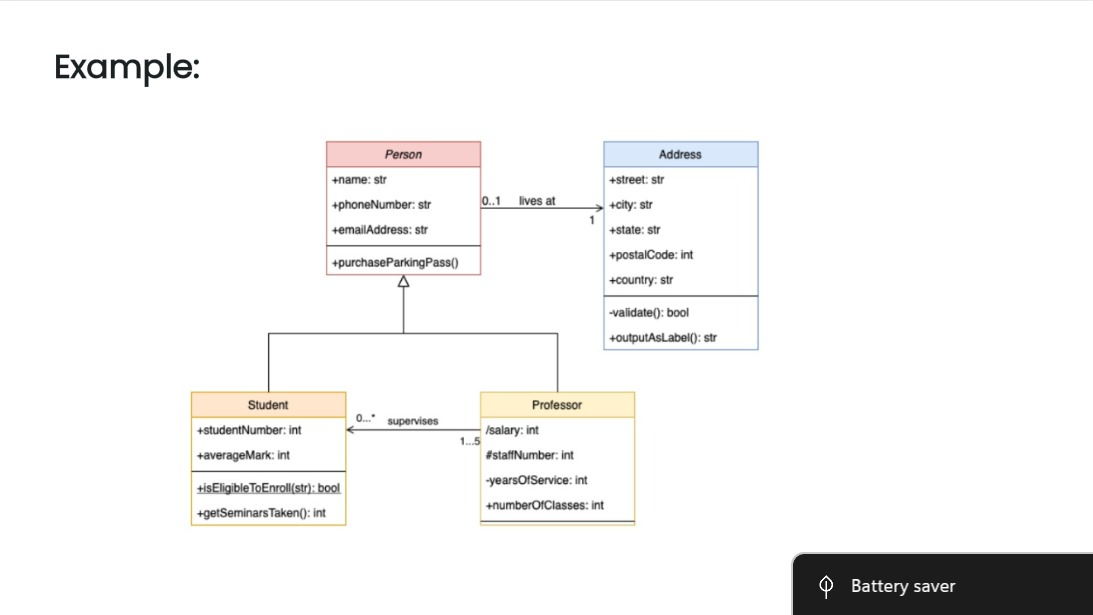 Example:
Person
+name: str
+phoneNumber: str
+emailAddress: str
+purchaseParkingPass()
0..1 lives at
1
Address
+street: str
+city: str
+state: str
+postalCode: int
+country: str
-validate(): bool
+outputAsLabel(): str
Student
+studentNumber: int
+averageMark: int
+isEligibleToEnroll(str): bool
+getSeminarsTaken(): int
0...* supervises
1...5
Professor
/salary: int
#staffNumber: int
-yearsOfService: int
+numberOfClasses: int
Battery saver